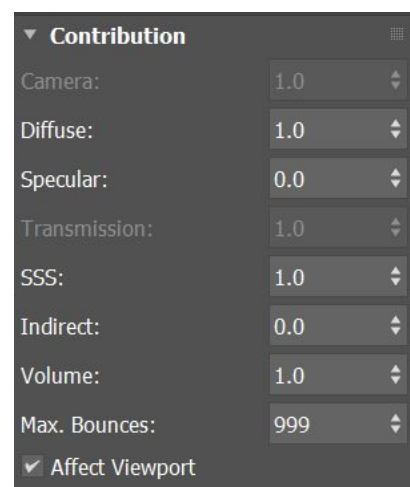 Contribution
Camera: 1.0
Diffuse: 1.0
Specular: 0.0
Transmission: 1.0
SSS: 1.0
Indirect: 0.0
Volume: 1.0
Max. Bounces: 999
Affect Viewport